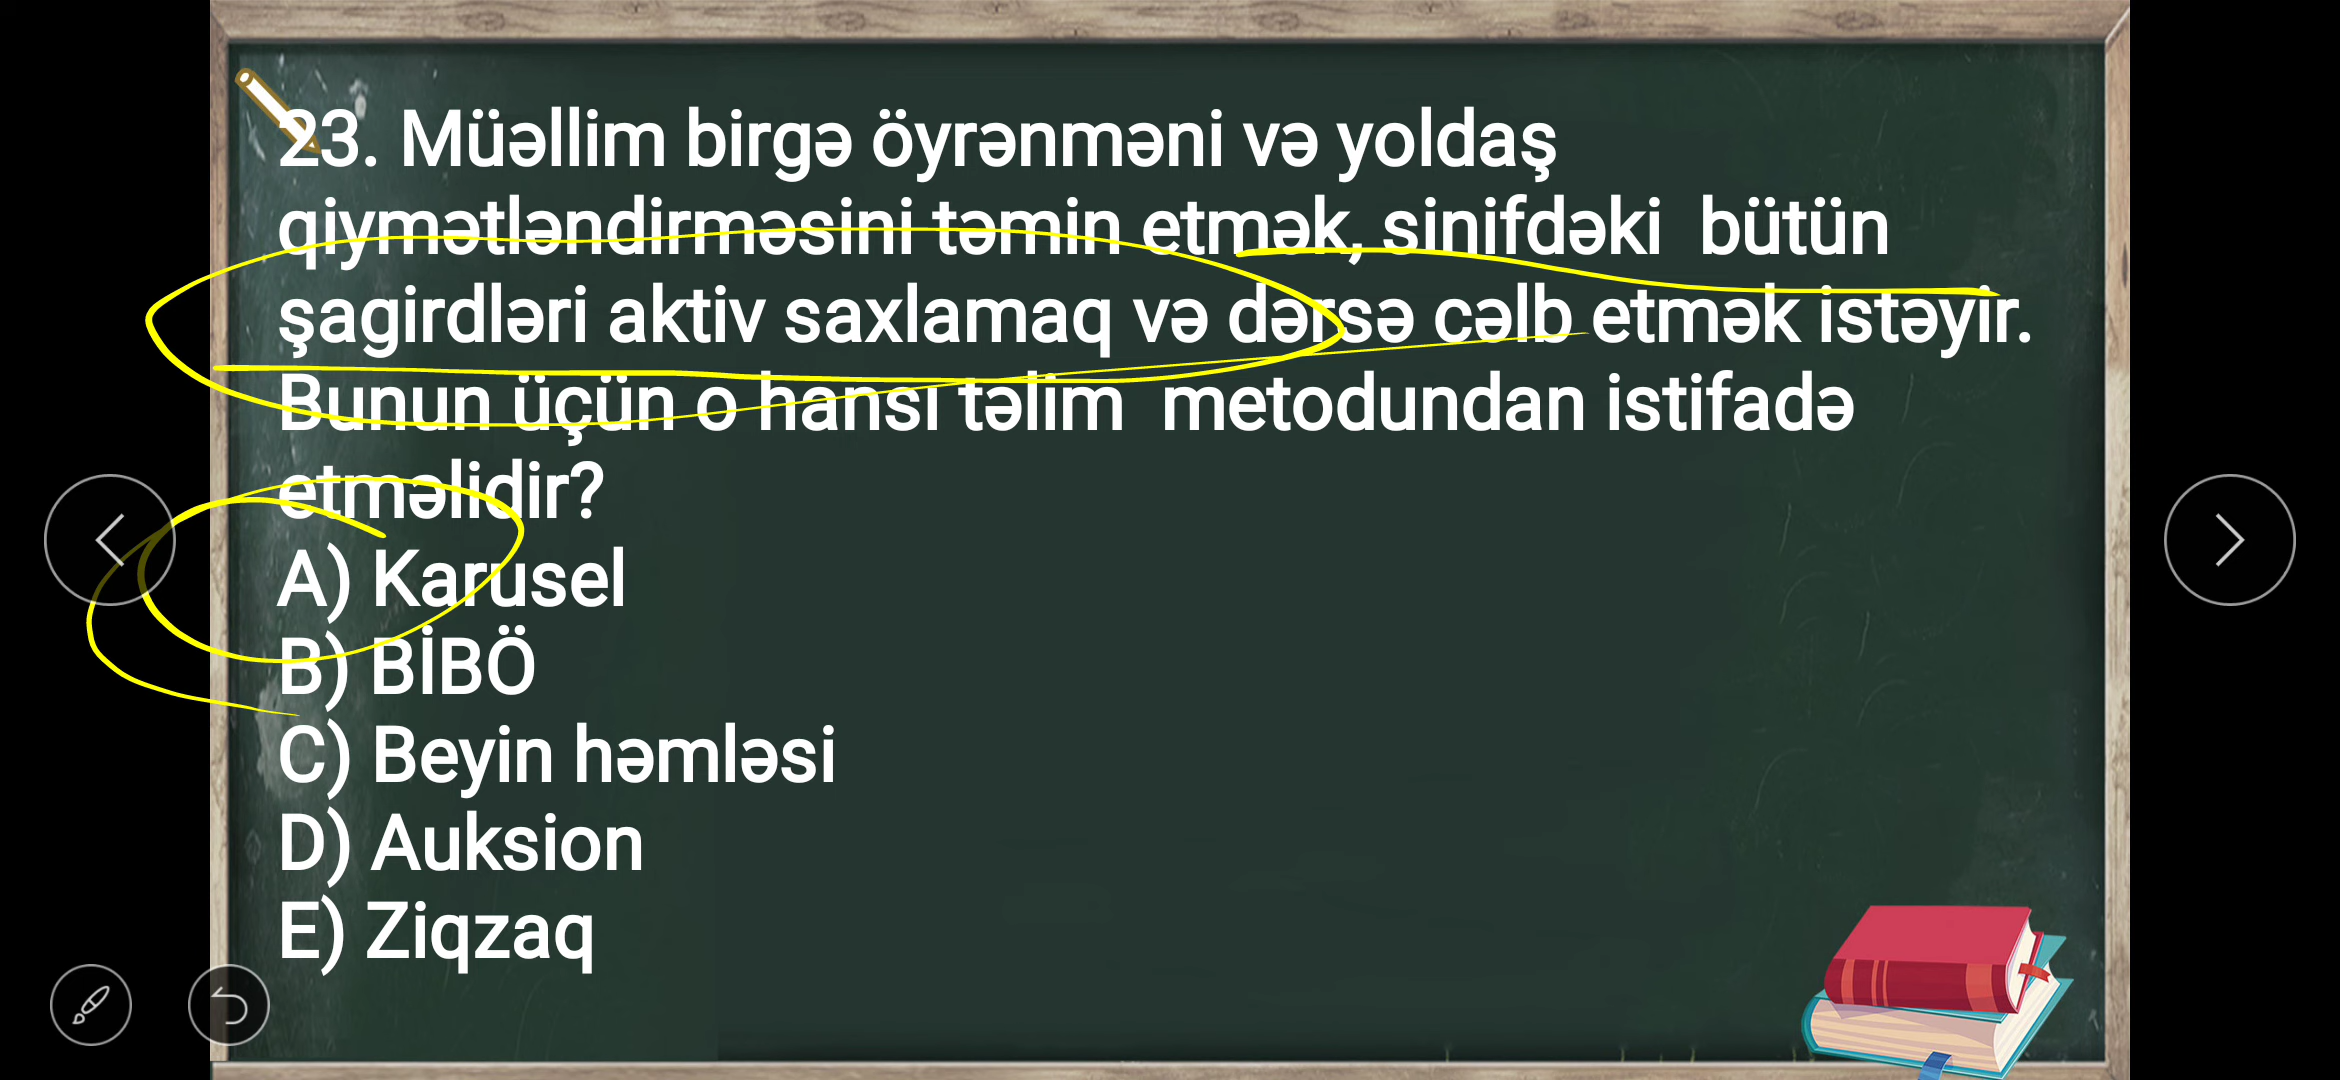 23. Müəllim birgə öyrənməni və yoldaş
qiymətləndirməsini təmin etmək, sinifdəki bütün
şagirdləri aktiv saxlamaq və dərsə cəlb etmək istəyir.
Bunun üçün o hansı təlim metodundan istifadə
etməlidir?
A) Karusel
B) BİBÖ
C) Beyin həmləsi
D) Auksion
E) Ziqzaq